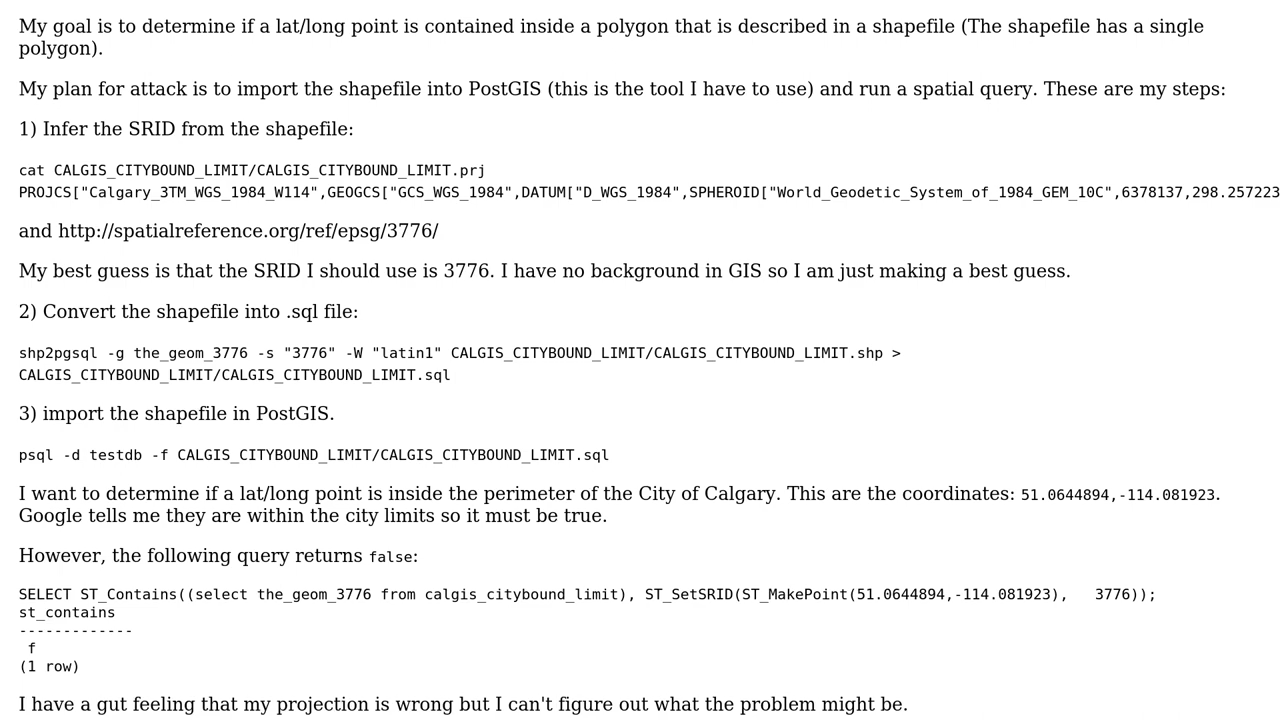 My goal is to determine if a lat/long point is contained inside a polygon that is described in a shapefile (The shapefile has a single
polygon).
My plan for attack is to import the shapefile into PostGIS (this is the tool I have to use) and run a spatial query. These are my steps:
1) Infer the SRID from the shapefile:
cat CALGIS_CITYBOUND_LIMIT/CALGIS_CITYBOUND_LIMIT.prj
PROJCS["Calgary_3TM_WGS_1984_W114",GEOGCS["GCS_WGS_1984",DATUM["D_WGS_1984",SPHEROID["World_Geodetic_System_of_1984_GEM_10C",6378137,298.257223
and http://spatialreference.org/ref/epsg/3776/
My best guess is that the SRID I should use is 3776. I have no background in GIS so I am just making a best guess.
2) Convert the shapefile into .sql file:
shp2pgsql -g the_geom_3776 -s "3776" -W "latin1" CALGIS_CITYBOUND_LIMIT/CALGIS_CITYBOUND_LIMIT.shp >
CALGIS_CITYBOUND_LIMIT/CALGIS_CITYBOUND_LIMIT.sql
3) import the shapefile in PostGIS.
psql -d testdb -f CALGIS_CITYBOUND_LIMIT/CALGIS_CITYBOUND_LIMIT.sql
I want to determine if a lat/long point is inside the perimeter of the City of Calgary. This are the coordinates: 51.0644894,-114.081923.
Google tells me they are within the city limits so it must be true.
However, the following query returns false:
SELECT ST_Contains((select the_geom_3776 from calgis_citybound_limit), ST_SetSRID(ST_MakePoint(51.0644894,-114.081923),   3776));
st_contains
-------------
f
(1 row)
I have a gut feeling that my projection is wrong but I can't figure out what the problem might be.